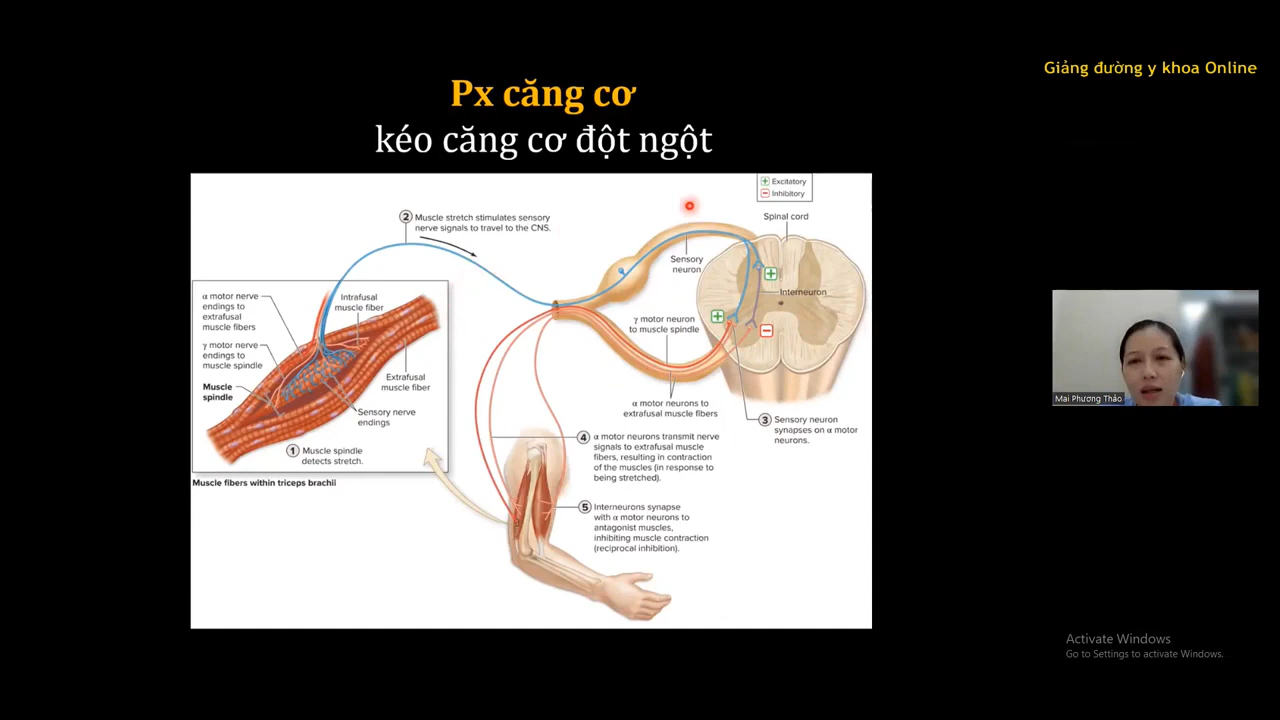 Giảng đường y khoa Online
Px căng cơ
kéo căng cơ đột ngột
+ Excitatory
− Inhibitory
2 Muscle stretch stimulates sensory
nerve signals to travel to the CNS.
Spinal cord
Sensory
neuron
Interneuron
α motor nerve
endings to
extrafusal
muscle fibers
Intrafusal
muscle fiber
γ motor nerve
endings to
muscle spindle
Muscle
spindle
Extrafusal
muscle fiber
Sensory nerve
endings
1 Muscle spindle
detects stretch.
Muscle fibers within triceps brachii
γ motor neuron
to muscle spindle
+
+
−
α motor neurons to
extrafusal muscle fibers
3 Sensory neuron
synapses on α motor
neurons.
4 α motor neurons transmit nerve
signals to extrafusal muscle
fibers, resulting in contraction
of the muscles (in response to
being stretched).
5 Interneurons synapse
with α motor neurons to
antagonist muscles,
inhibiting muscle contraction
(reciprocal inhibition).
Mai Phương Thảo
Activate Windows
Go to Settings to activate Windows.